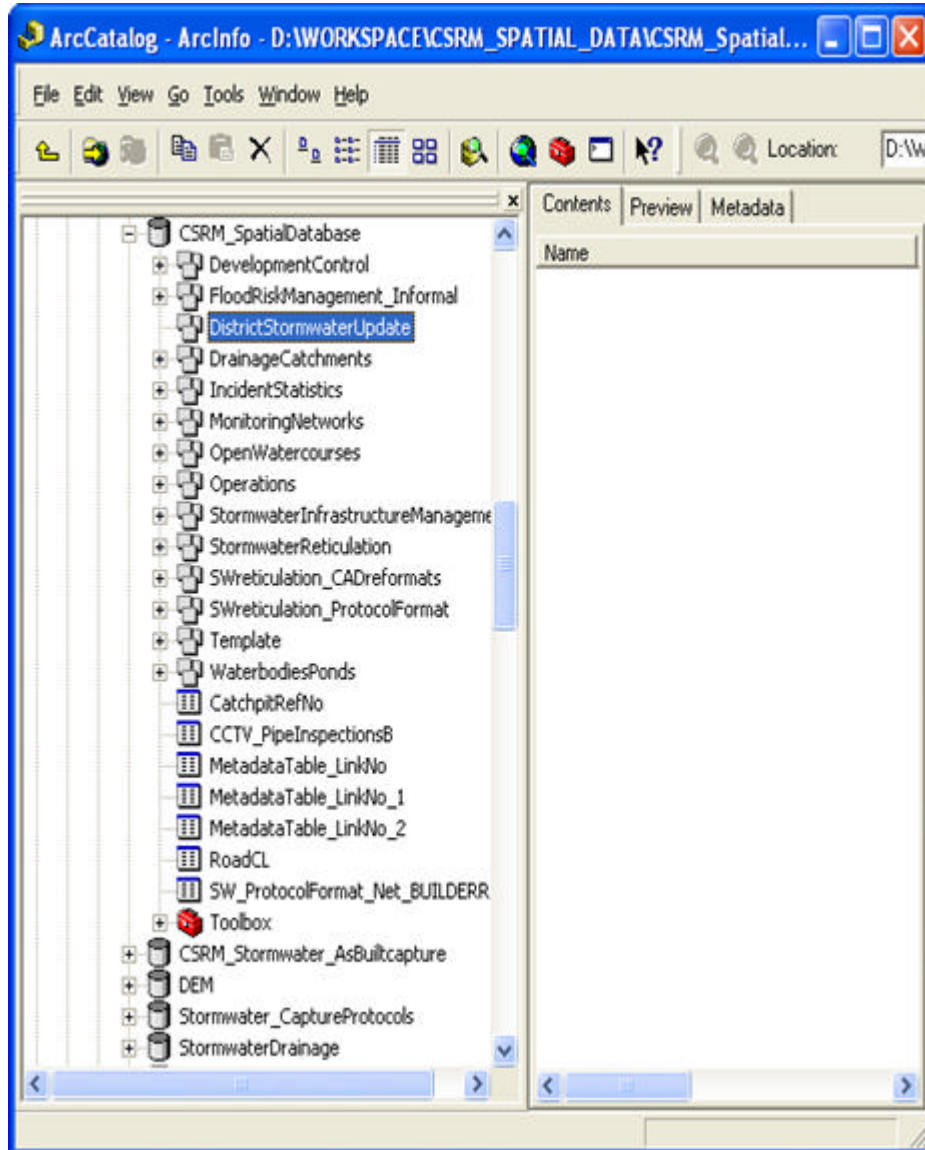 ArcCatalog - ArcInfo - D:\WORKSPACE\CSRM_SPATIAL_DATA\CSRM_Spatial...
File Edit View Go Tools Window Help
Location: D:\W
Contents Preview Metadata
Name
CSRM_SpatialDatabase
DevelopmentControl
FloodRiskManagement_Informal
DistrictStormwaterUpdate
DrainageCatchments
IncidentStatistics
MonitoringNetworks
OpenWatercourses
Operations
StormwaterInfrastructureManageme
StormwaterReticulation
SWreticulation_CADreformats
SWreticulation_ProtocolFormat
Template
WaterbodiesPonds
CatchpitRefNo
CCTV_PipeInspectionsB
MetadataTable_LinkNo
MetadataTable_LinkNo_1
MetadataTable_LinkNo_2
RoadCL
SW_ProtocolFormat_Net_BUILDERR
Toolbox
CSRM_Stormwater_AsBuiltcapture
DEM
Stormwater_CaptureProtocols
StormwaterDrainage